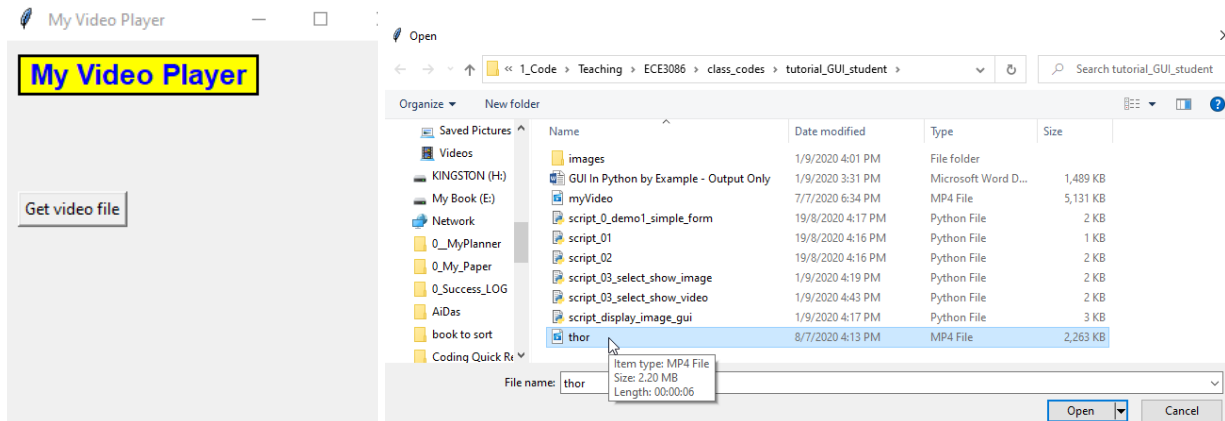 My Video Player
My Video Player
Get video file
Open
« 1_Code › Teaching › ECE3086 › class_codes › tutorial_GUI_student ›
Search tutorial_GUI_student
Organize
New folder
Saved Pictures
Videos
KINGSTON (H:)
My Book (E:)
Network
0__MyPlanner
0_My_Paper
0_Success_LOG
AiDas
book to sort
Coding Quick Re
Name Date modified Type Size
images 1/9/2020 4:01 PM File folder
GUI In Python by Example - Output Only 1/9/2020 3:31 PM Microsoft Word D... 1,489 KB
myVideo 7/7/2020 6:34 PM MP4 File 5,131 KB
script_0_demo1_simple_form 19/8/2020 4:17 PM Python File 2 KB
script_01 19/8/2020 4:16 PM Python File 1 KB
script_02 19/8/2020 4:16 PM Python File 2 KB
script_03_select_show_image 1/9/2020 4:19 PM Python File 2 KB
script_03_select_show_video 1/9/2020 4:43 PM Python File 2 KB
script_display_image_gui 1/9/2020 4:17 PM Python File 3 KB
thor 8/7/2020 4:13 PM MP4 File 2,263 KB
Item type: MP4 File
Size: 2.20 MB
Length: 00:00:06
File name: thor
Open Cancel